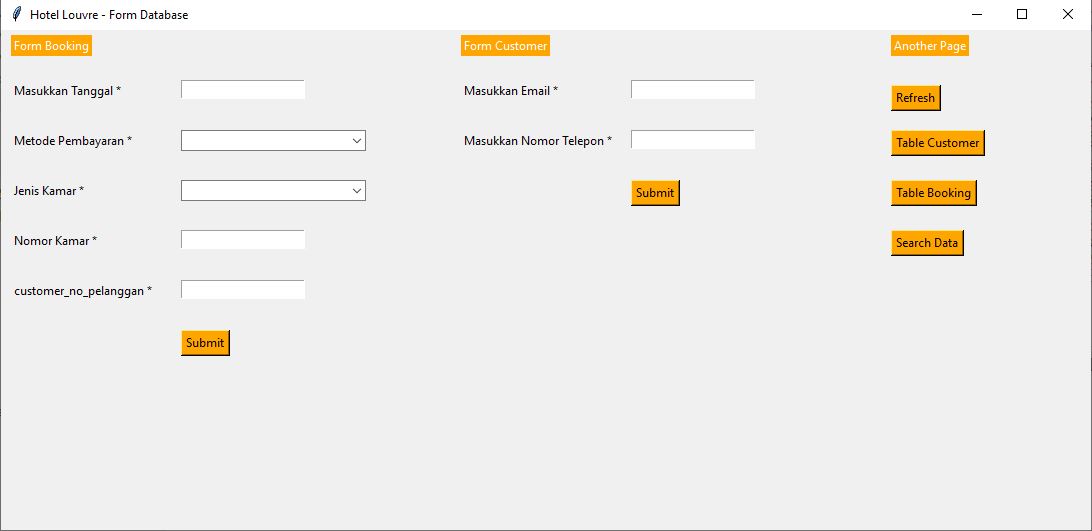 Hotel Louvre - Form Database
Form Booking
Masukkan Tanggal *
Metode Pembayaran *
Jenis Kamar *
Nomor Kamar *
customer_no_pelanggan *
Submit
Form Customer
Masukkan Email *
Masukkan Nomor Telepon *
Submit
Another Page
Refresh
Table Customer
Table Booking
Search Data